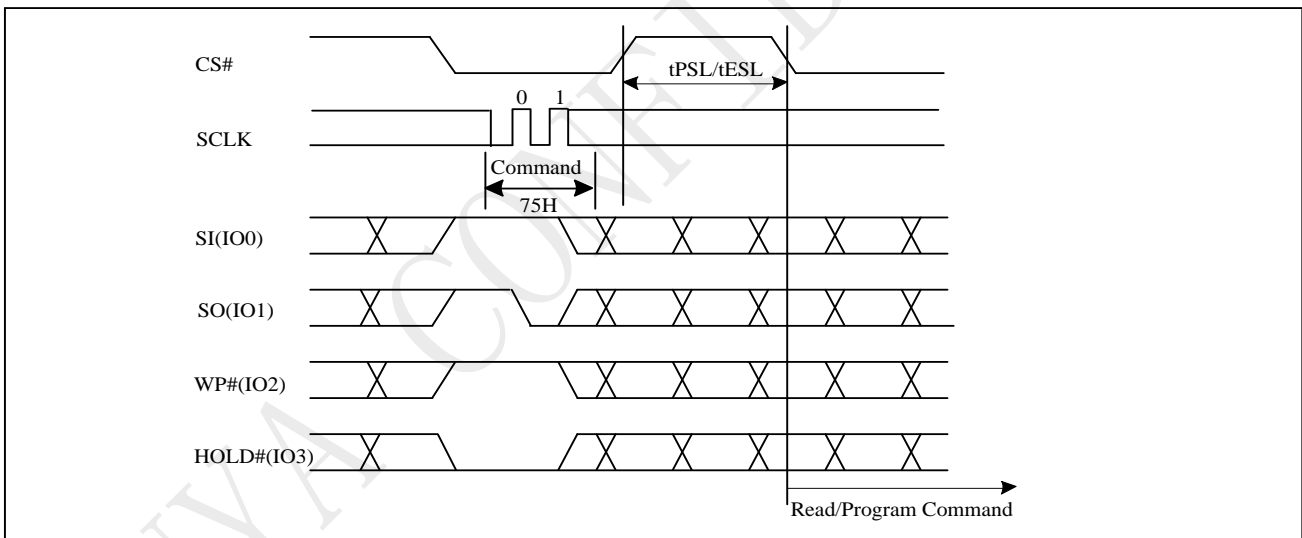 CS#
tPSL/tESL
0 1
SCLK
Command
75H
SI(IO0)
SO(IO1)
WP#(IO2)
HOLD#(IO3)
Read/Program Command